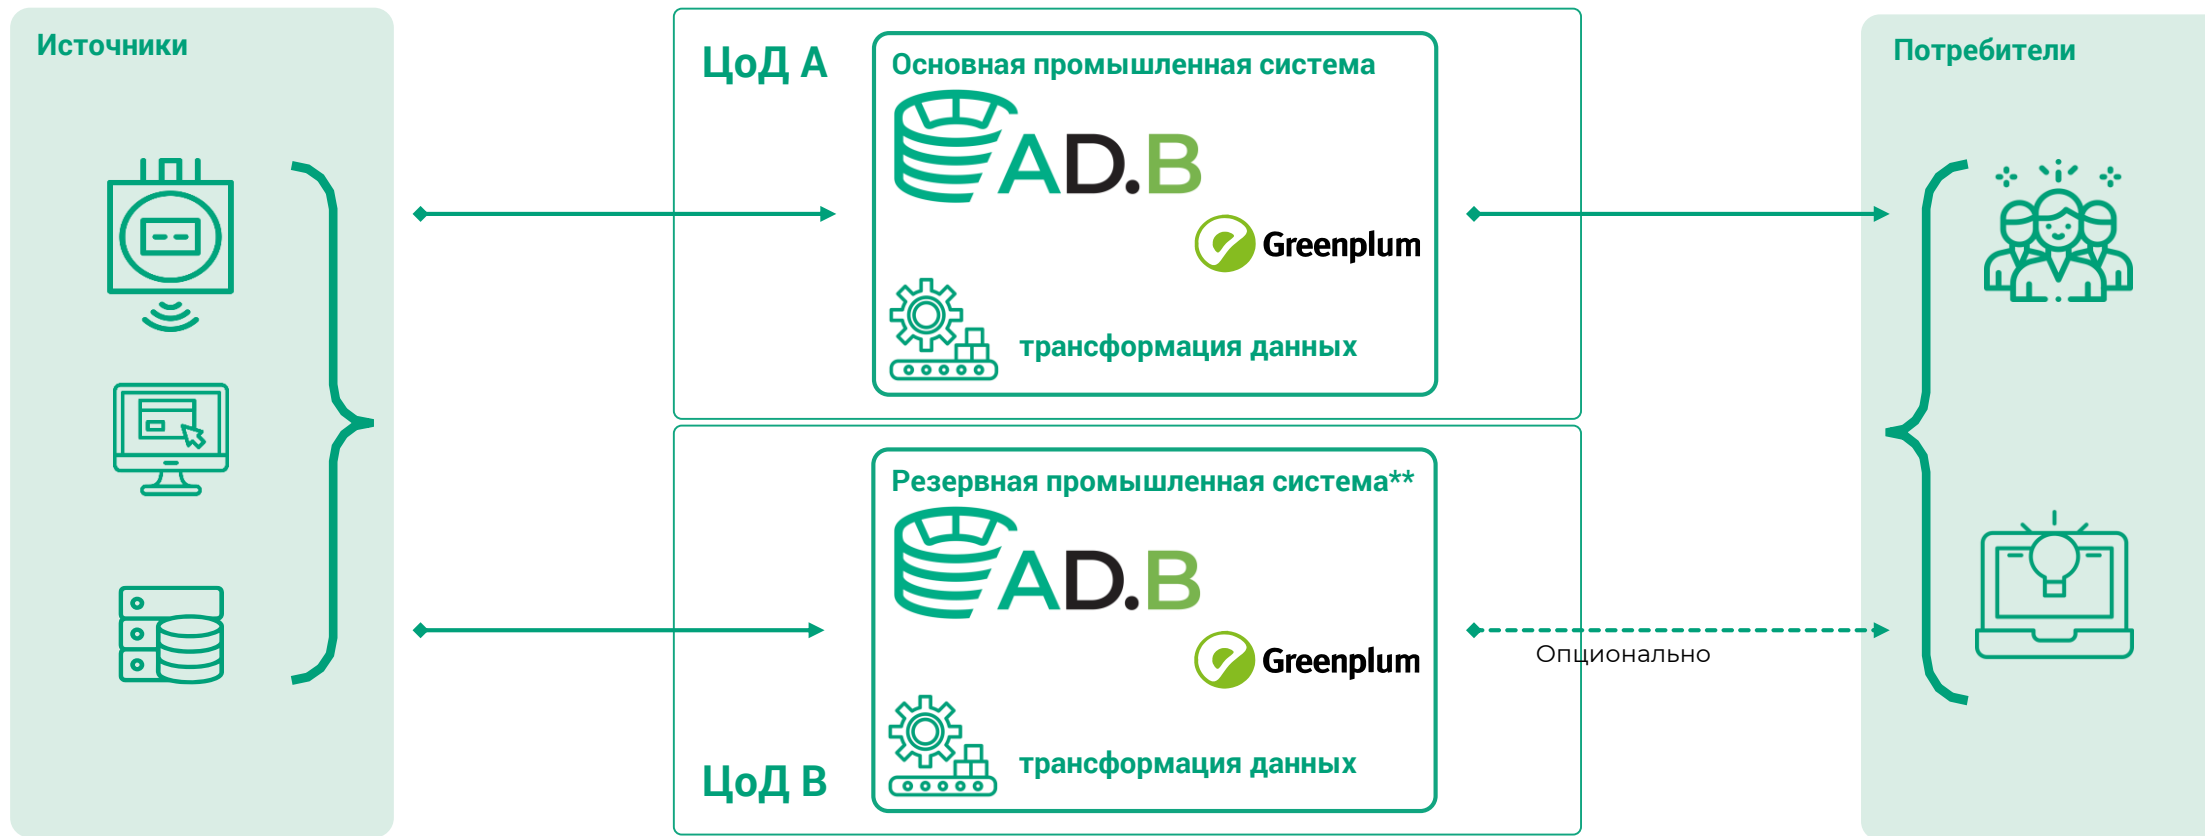 Источники
ЦоД А
Основная промышленная система
AD.B
Greenplum
трансформация данных
Потребители
ЦоД В
Резервная промышленная система**
AD.B
Greenplum
трансформация данных
Опционально